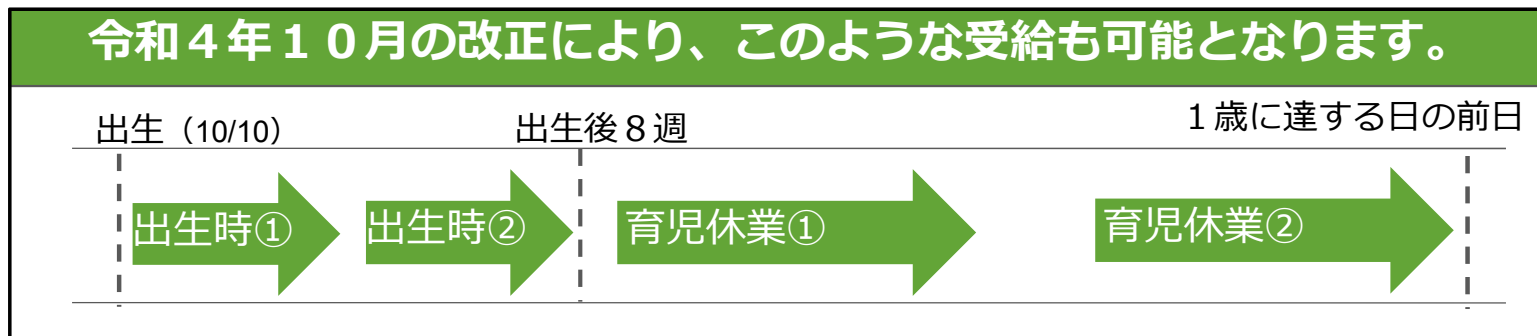 令和４年１０月の改正により、このような受給も可能となります。
出生（10/10）
出生後８週
１歳に達する日の前日
出生時①
出生時②
育児休業①
育児休業②